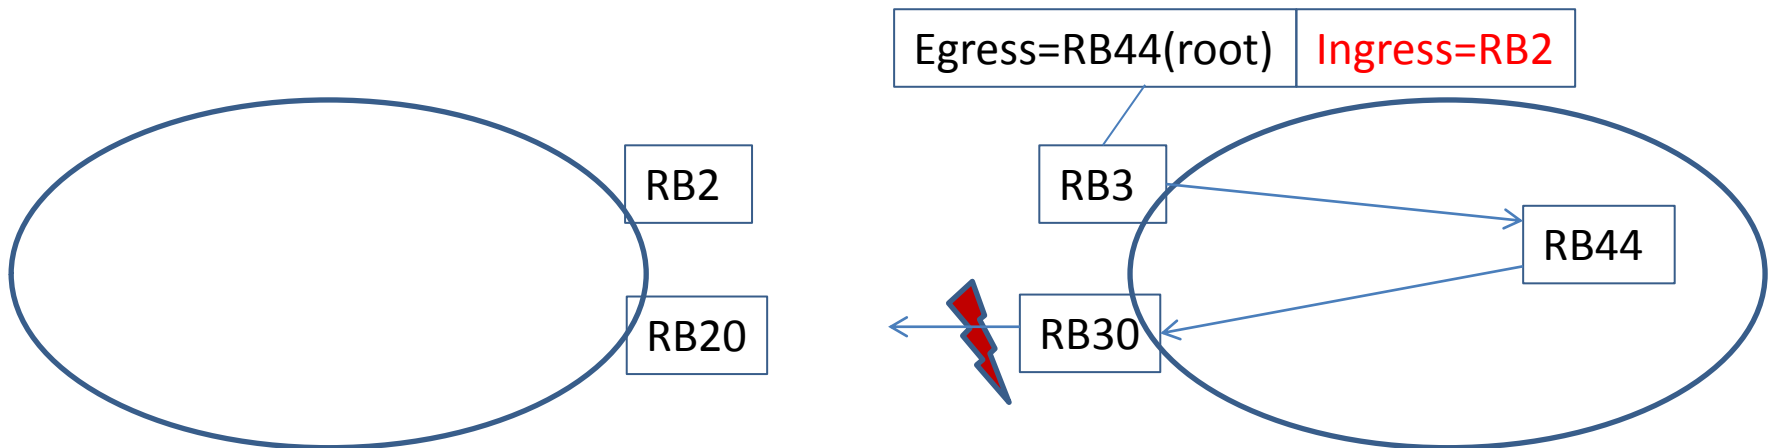 Egress=RB44(root) Ingress=RB2
RB2
RB3
RB44
RB20
RB30